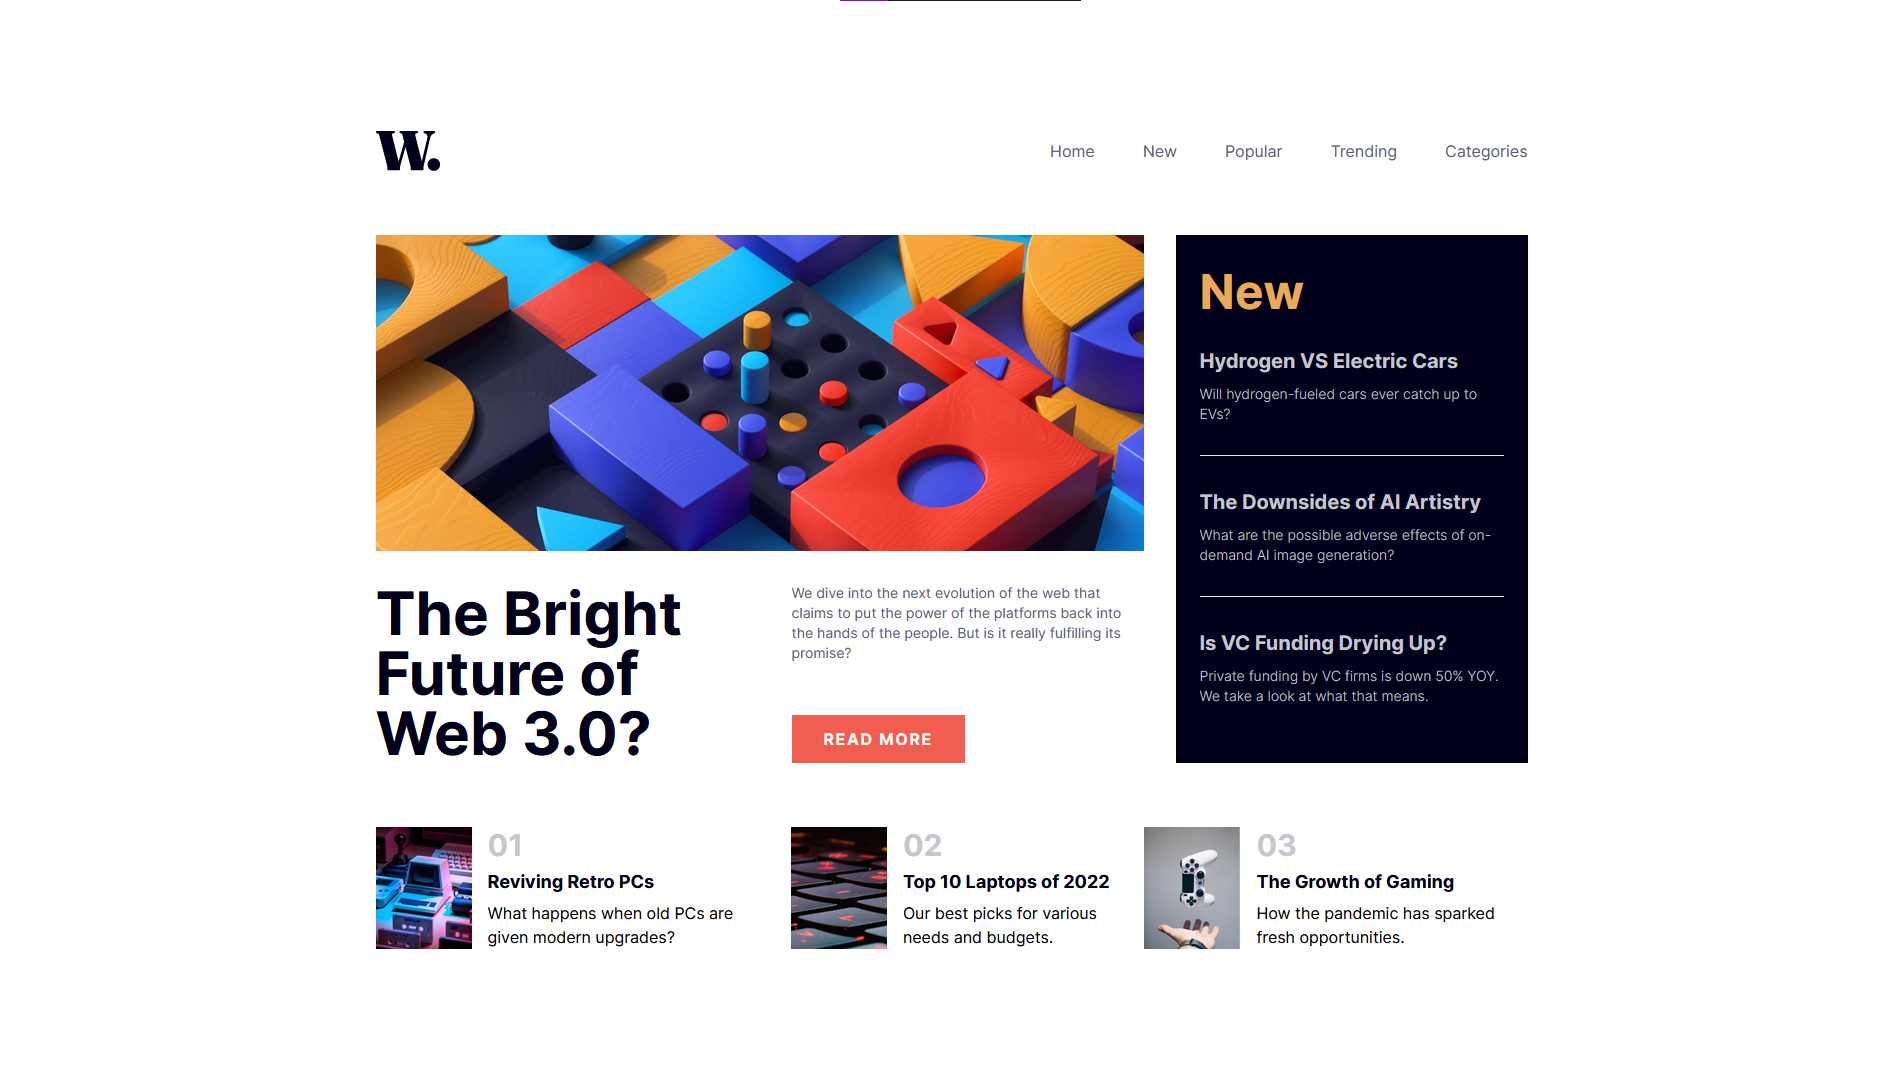 W.
Home New Popular Trending Categories
New
Hydrogen VS Electric Cars
Will hydrogen-fueled cars ever catch up to
EVs?
The Downsides of AI Artistry
What are the possible adverse effects of on-
demand AI image generation?
Is VC Funding Drying Up?
Private funding by VC firms is down 50% YOY.
We take a look at what that means.
The Bright
Future of
Web 3.0?
We dive into the next evolution of the web that
claims to put the power of the platforms back into
the hands of the people. But is it really fulfilling its
promise?
READ MORE
01
Reviving Retro PCs
What happens when old PCs are
given modern upgrades?
02
Top 10 Laptops of 2022
Our best picks for various
needs and budgets.
03
The Growth of Gaming
How the pandemic has sparked
fresh opportunities.